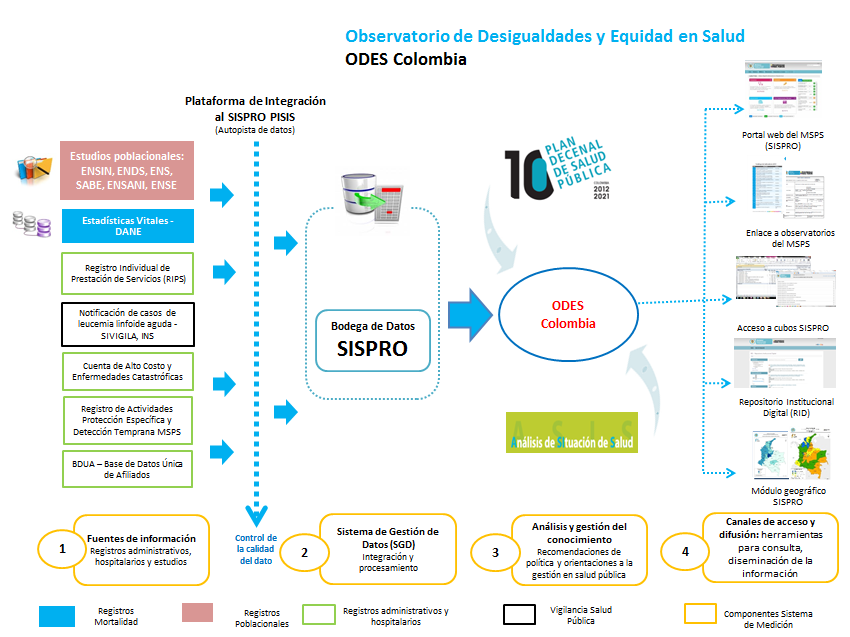 Observatorio de Desigualdades y Equidad en Salud
ODES Colombia
Plataforma de Integración
al SISPRO PISIS
(Autopista de datos)
Estudios poblacionales:
ENSIN, ENDS, ENS,
SABE, ENSANI, ENSE
Estadísticas Vitales -
DANE
Registro Individual de
Prestación de Servicios (RIPS)
Notificación de casos de
leucemia linfoide aguda -
SIVIGILA, INS
Cuenta de Alto Costo y
Enfermedades Catastróficas
Registro de Actividades
Protección Específica y
Detección Temprana MSPS
BDUA – Base de Datos Única
de Afiliados
Bodega de Datos
SISPRO
10 PLAN
DECENAL
DE SALUD
PÚBLICA
COLOMBIA
2012
2021
ODES
Colombia
ASIS
Análisis de SItuación de Salud
Portal web del MSPS
(SISPRO)
Enlace a observatorios
del MSPS
Acceso a cubos SISPRO
Repositorio Institucional
Digital (RID)
Módulo geográfico
SISPRO
1
Fuentes de información
Registros administrativos,
hospitalarios y estudios
Control de
la calidad
del dato
2
Sistema de Gestión de
Datos (SGD)
Integración y
procesamiento
3
Análisis y gestión del
conocimiento
Recomendaciones de
política y orientaciones a la
gestión en salud pública
4
Canales de acceso y
difusión: herramientas
para consulta,
diseminación de la
información
Registros
Mortalidad
Registros
Poblacionales
Registros administrativos y
hospitalarios
Vigilancia Salud
Pública
Componentes Sistema
de Medición